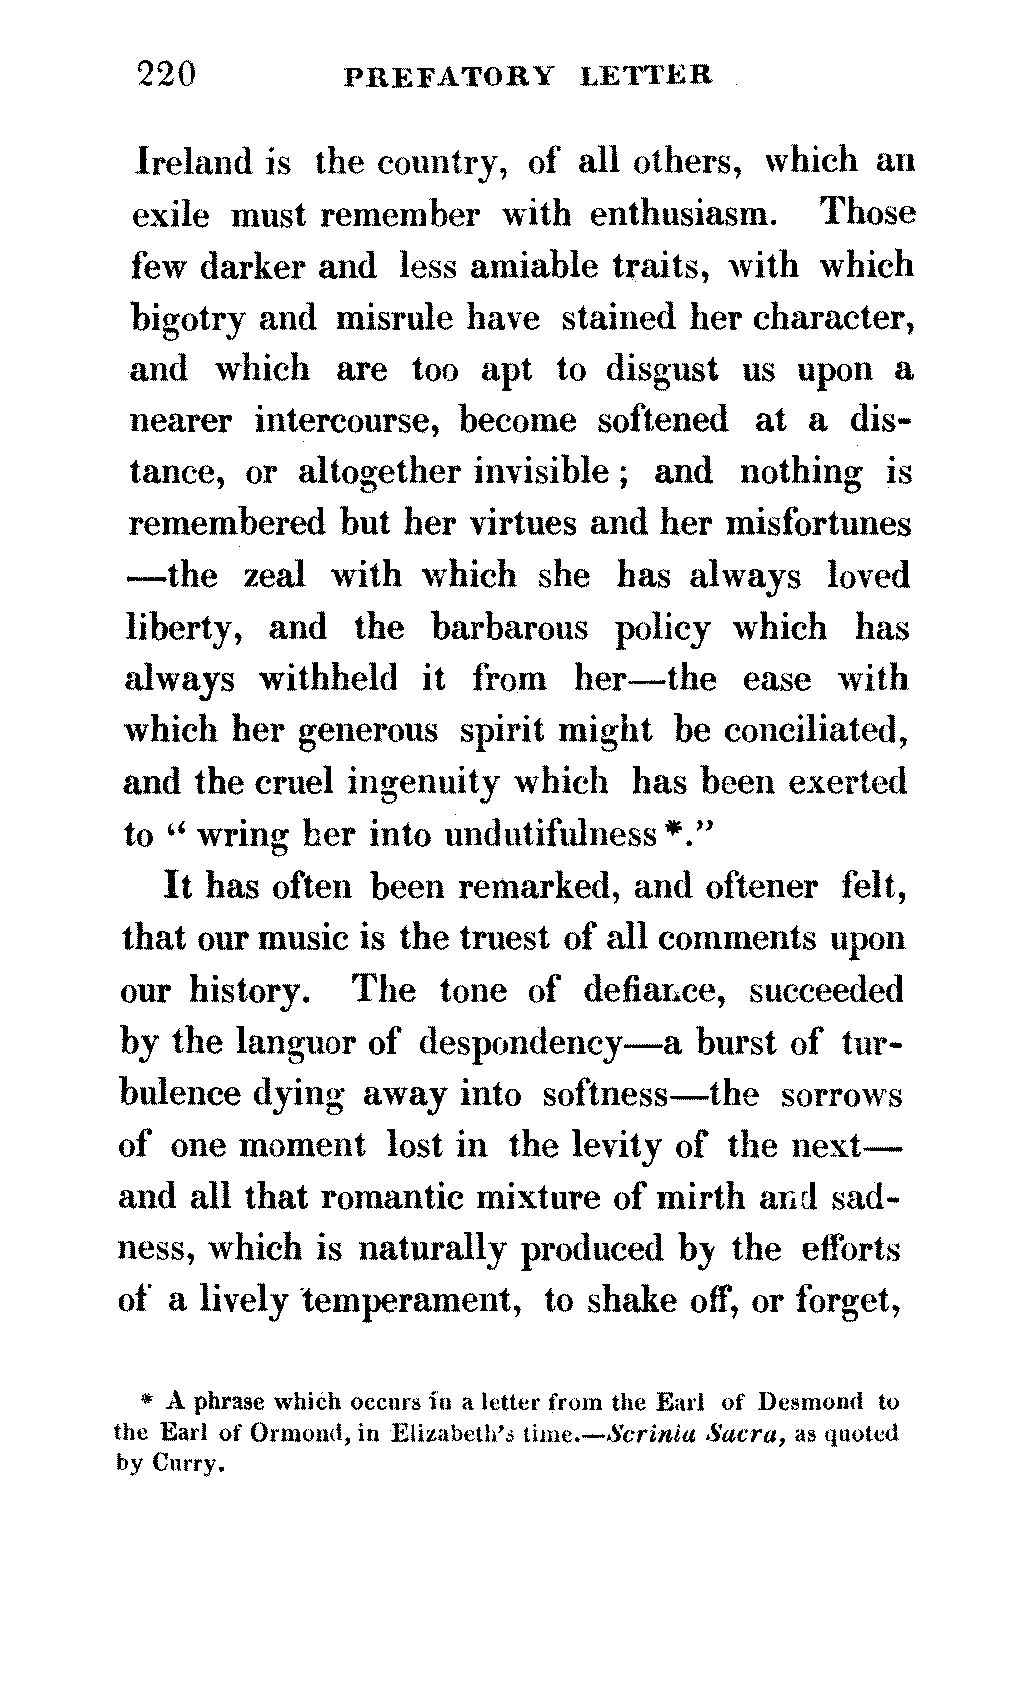 220 PREFATORY LETTER
Ireland is the country, of all others, which an
exile must remember with enthusiasm. Those
few darker and less amiable traits, with which
bigotry and misrule have stained her character,
and which are too apt to disgust us upon a
nearer intercourse, become softened at a dis-
tance, or altogether invisible ; and nothing is
remembered but her virtues and her misfortunes
—the zeal with which she has always loved
liberty, and the barbarous policy which has
always withheld it from her—the ease with
which her generous spirit might be conciliated,
and the cruel ingenuity which has been exerted
to “ wring her into undutifulness *.”
It has often been remarked, and oftener felt,
that our music is the truest of all comments upon
our history. The tone of defiance, succeeded
by the languor of despondency—a burst of tur-
bulence dying away into softness—the sorrows
of one moment lost in the levity of the next—
and all that romantic mixture of mirth and sad-
ness, which is naturally produced by the efforts
of a lively temperament, to shake off, or forget,
* A phrase which occurs in a letter from the Earl of Desmond to
the Earl of Ormond, in Elizabeth's time.—Scrinia Sacra, as quoted
by Curry.